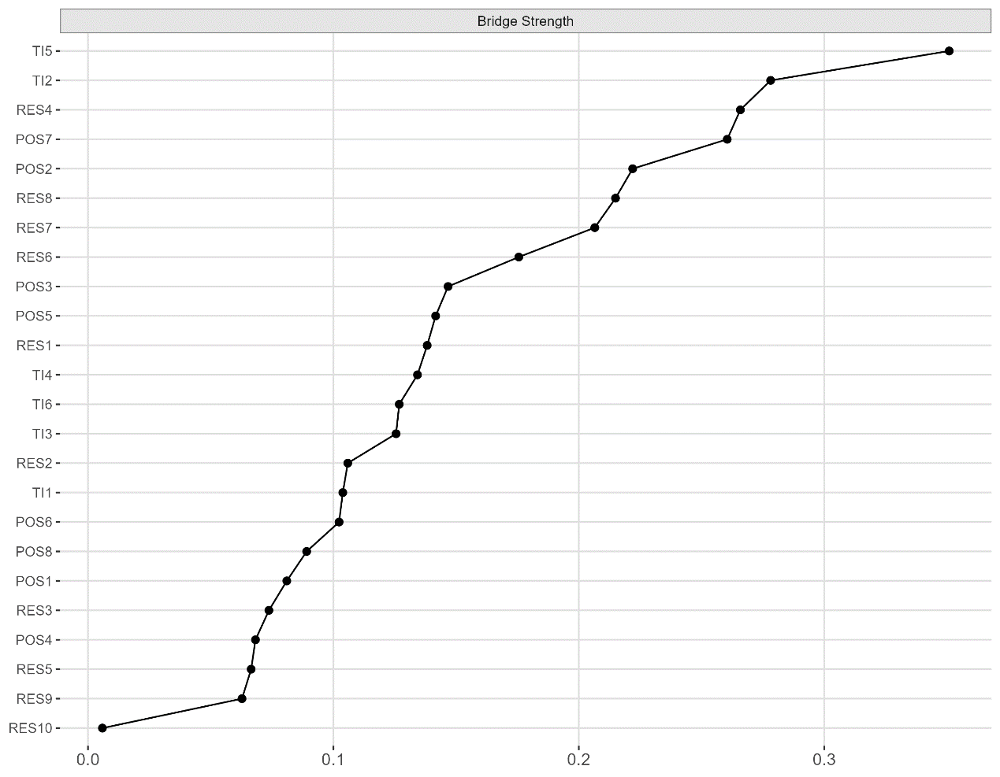 Bridge Strength
TI5
TI2
RES4
POS7
POS2
RES8
RES7
RES6
POS3
POS5
RES1
TI4
TI6
TI3
RES2
TI1
POS6
POS8
POS1
RES3
POS4
RES5
RES9
RES10
0.0 0.1 0.2 0.3